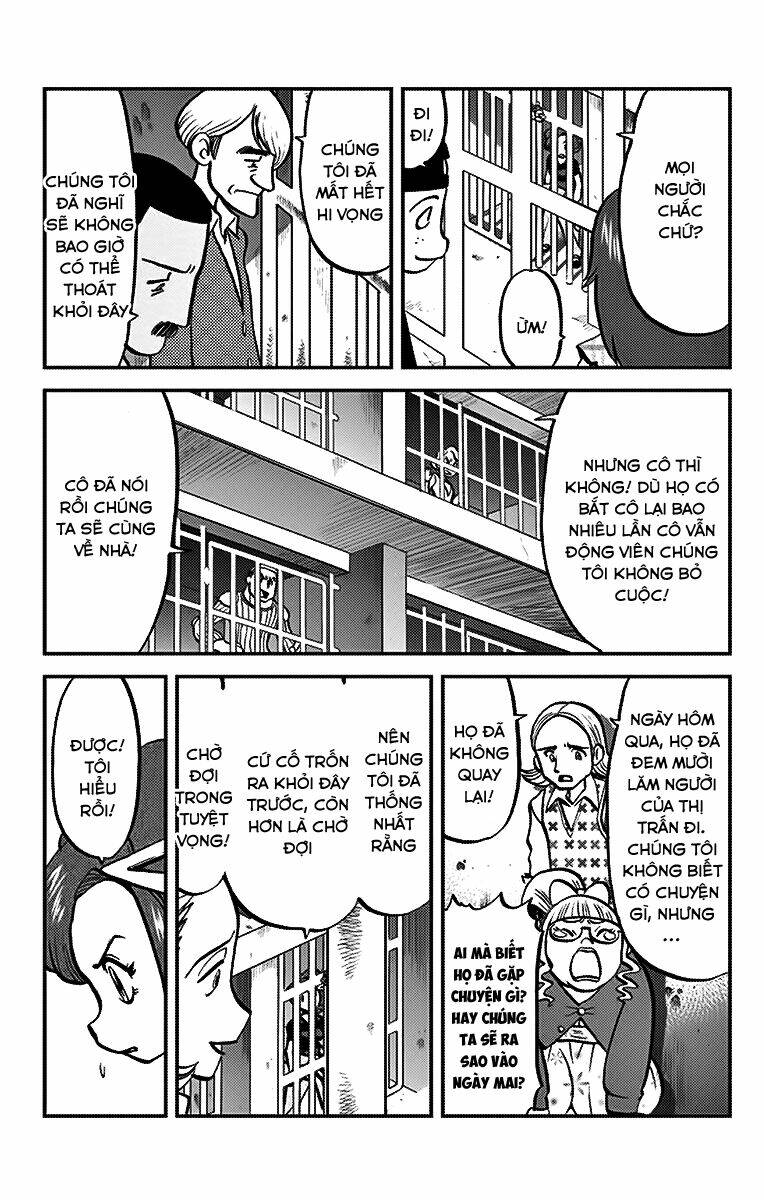 MỌI
NGƯỜI
CHẮC
CHỨ?
ĐI
ĐI!
ỪM!
CHÚNG
TÔI ĐÃ
MẤT HẾT
HI VỌNG
CHÚNG TÔI
ĐÃ NGHĨ
SẼ KHÔNG
BAO GIỜ
CÓ THỂ
THOÁT
KHỎI ĐÂY
NHƯNG CÔ THÌ
KHÔNG! DÙ HỌ CÓ
BẮT CÔ LẠI BAO
NHIÊU LẦN CÔ VẪN
ĐỘNG VIÊN CHÚNG
TÔI KHÔNG BỎ
CUỘC!
CÔ ĐÃ NÓI
RỒI CHÚNG
TA SẼ CÙNG
VỀ NHÀ!
NGÀY HÔM
QUA, HỌ ĐÃ
ĐEM MƯỜI
LĂM NGƯỜI
CỦA THỊ
TRẤN ĐI.
CHÚNG TÔI
KHÔNG BIẾT
CÓ CHUYỆN
GÌ, NHƯNG
...
HỌ ĐÃ
KHÔNG
QUAY
LẠI!
AI MÀ BIẾT
HỌ ĐÃ GẶP
CHUYỆN GÌ?
HAY CHÚNG
TA SẼ RA
SAO VÀO
NGÀY MAI?
NÊN
CHÚNG
TÔI ĐÃ
THỐNG
NHẤT
RẰNG
CỨ CỐ TRỐN
RA KHỎI ĐÂY
TRƯỚC, CÒN
HƠN LÀ CHỜ
ĐỢI
CHỜ
ĐỢI
TRONG
TUYỆT
VỌNG!
ĐƯỢC!
TÔI
HIỂU
RỒI!